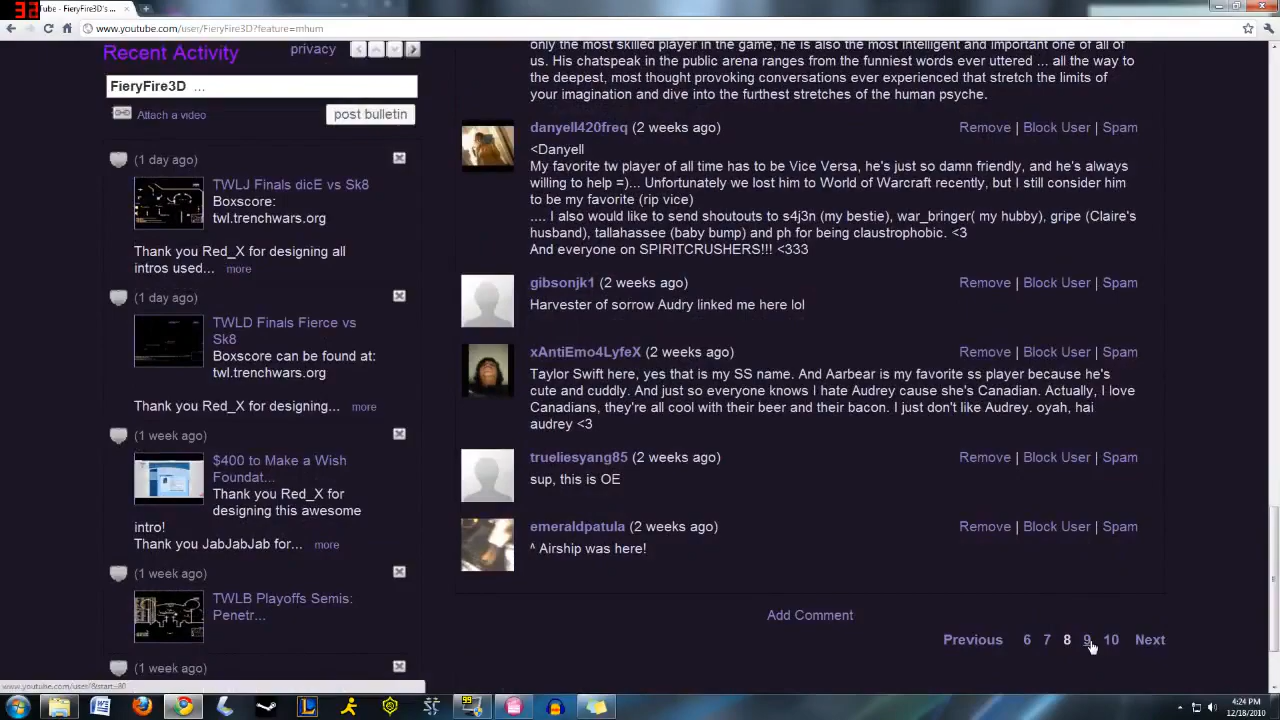 32
Tube - FieryFire3D's ...
www.youtube.com/user/FieryFire3D?feature=mhum
Recent Activity
privacy
FieryFire3D ...
Attach a video
post bulletin
(1 day ago)
TWLJ Finals dicE vs Sk8
Boxscore:
twl.trenchwars.org
Thank you Red_X for designing all
intros used... more
(1 day ago)
TWLD Finals Fierce vs
Sk8
Boxscore can be found at:
twl.trenchwars.org
Thank you Red_X for designing... more
(1 week ago)
$400 to Make a Wish
Foundat...
Thank you Red_X for
designing this awesome
intro!
Thank you JabJabJab for... more
(1 week ago)
TWLB Playoffs Semis:
Penetr...
(1 week ago)
only the most skilled player in the game, he is also the most intelligent and important one of all of
us. His chatspeak in the public arena ranges from the funniest words ever uttered ... all the way to
the deepest, most thought provoking conversations ever experienced that stretch the limits of
your imagination and dive into the furthest stretches of the human psyche.
danyell420freq (2 weeks ago) Remove | Block User | Spam
<Danyell
My favorite tw player of all time has to be Vice Versa, he's just so damn friendly, and he's always
willing to help =)... Unfortunately we lost him to World of Warcraft recently, but I still consider him
to be my favorite (rip vice)
.... I also would like to send shoutouts to s4j3n (my bestie), war_bringer( my hubby), gripe (Claire's
husband), tallahassee (baby bump) and ph for being claustrophobic. <3
And everyone on SPIRITCRUSHERS!!! <333
gibsonjk1 (2 weeks ago) Remove | Block User | Spam
Harvester of sorrow Audry linked me here lol
xAntiEmo4LyfeX (2 weeks ago) Remove | Block User | Spam
Taylor Swift here, yes that is my SS name. And Aarbear is my favorite ss player because he's
cute and cuddly. And just so everyone knows I hate Audrey cause she's Canadian. Actually, I love
Canadians, they're all cool with their beer and their bacon. I just don't like Audrey. oyah, hai
audrey <3
trueliesyang85 (2 weeks ago) Remove | Block User | Spam
sup, this is OE
emeraldpatula (2 weeks ago) Remove | Block User | Spam
^ Airship was here!
Add Comment
Previous 6 7 8 9 10 Next
www.youtube.com/user/&start=80
99
4:24 PM
12/18/2010